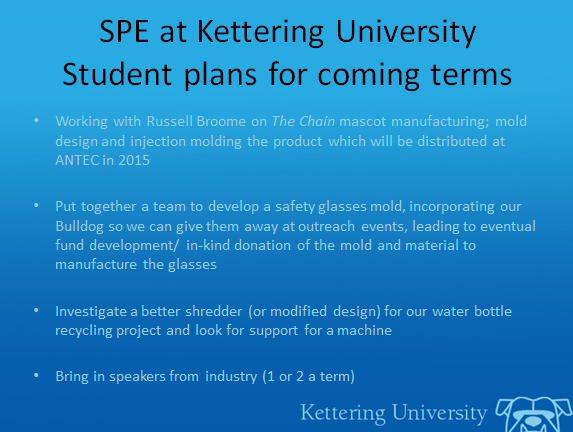 SPE at Kettering University
Student plans for coming terms
• Working with Russell Broome on The Chain mascot manufacturing; mold
design and injection molding the product which will be distributed at
ANTEC in 2015
• Put together a team to develop a safety glasses mold, incorporating our
Bulldog so we can give them away at outreach events, leading to eventual
fund development/ in-kind donation of the mold and material to
manufacture the glasses
• Investigate a better shredder (or modified design) for our water bottle
recycling project and look for support for a machine
• Bring in speakers from industry (1 or 2 a term)
Kettering University